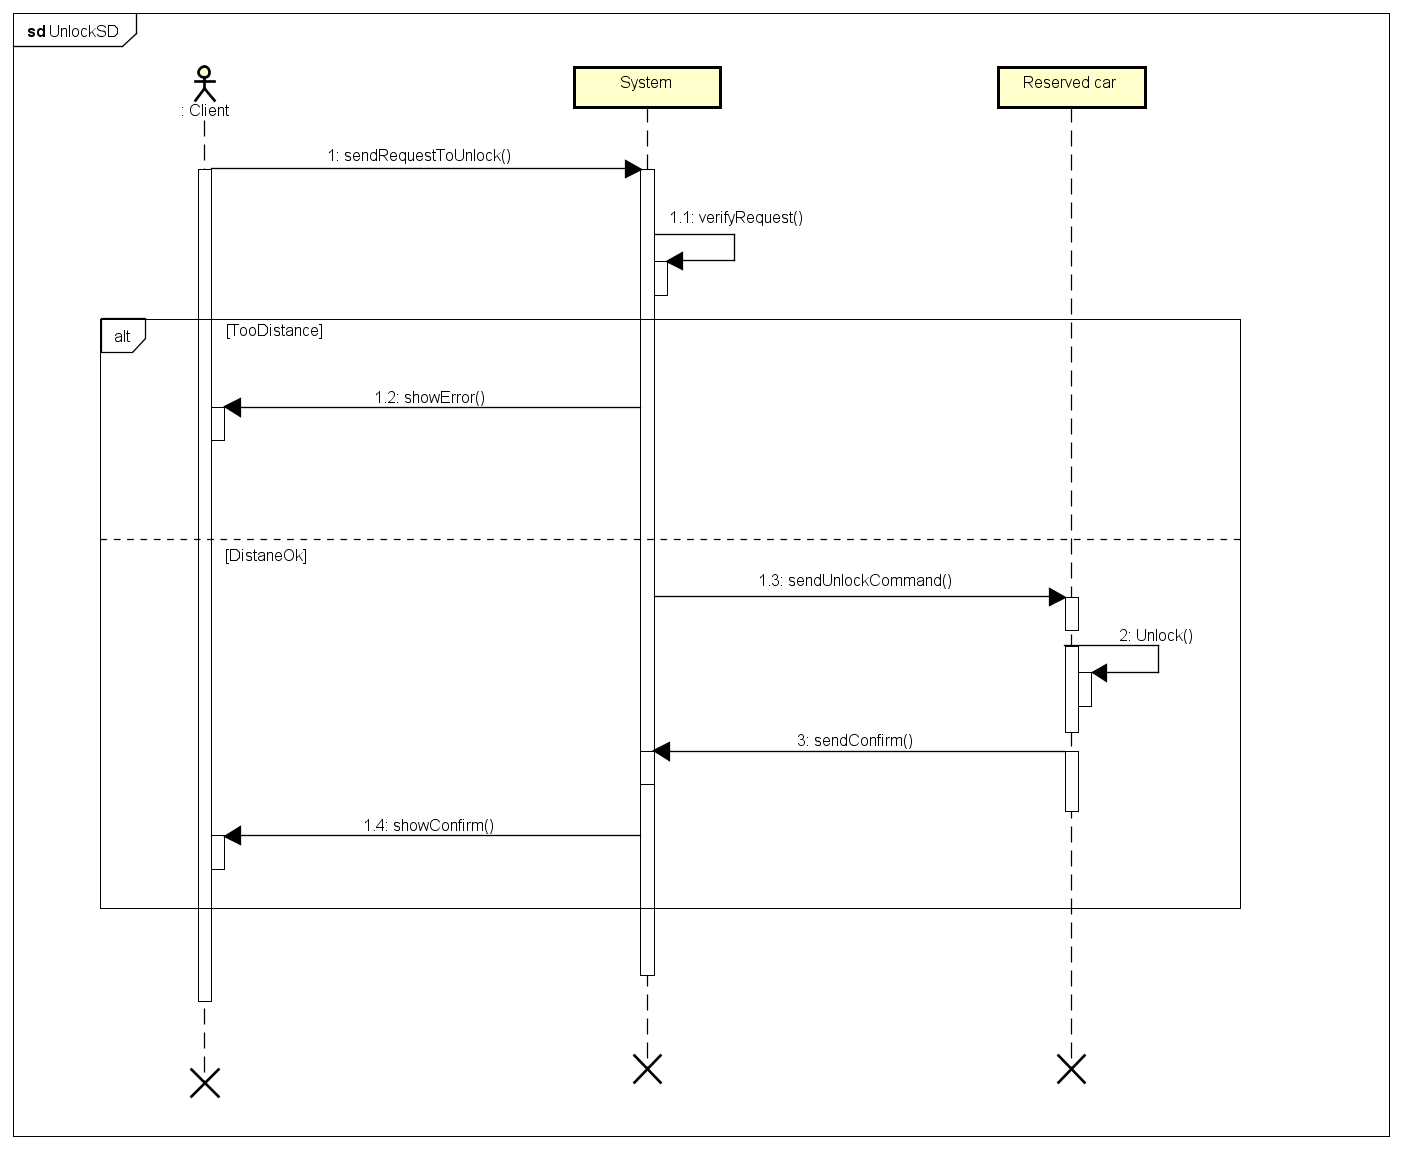 sd UnlockSD
: Client
System
Reserved car
1: sendRequestToUnlock()
1.1: verifyRequest()
alt
[TooDistance]
1.2: showError()
[DistaneOk]
1.3: sendUnlockCommand()
2: Unlock()
3: sendConfirm()
1.4: showConfirm()